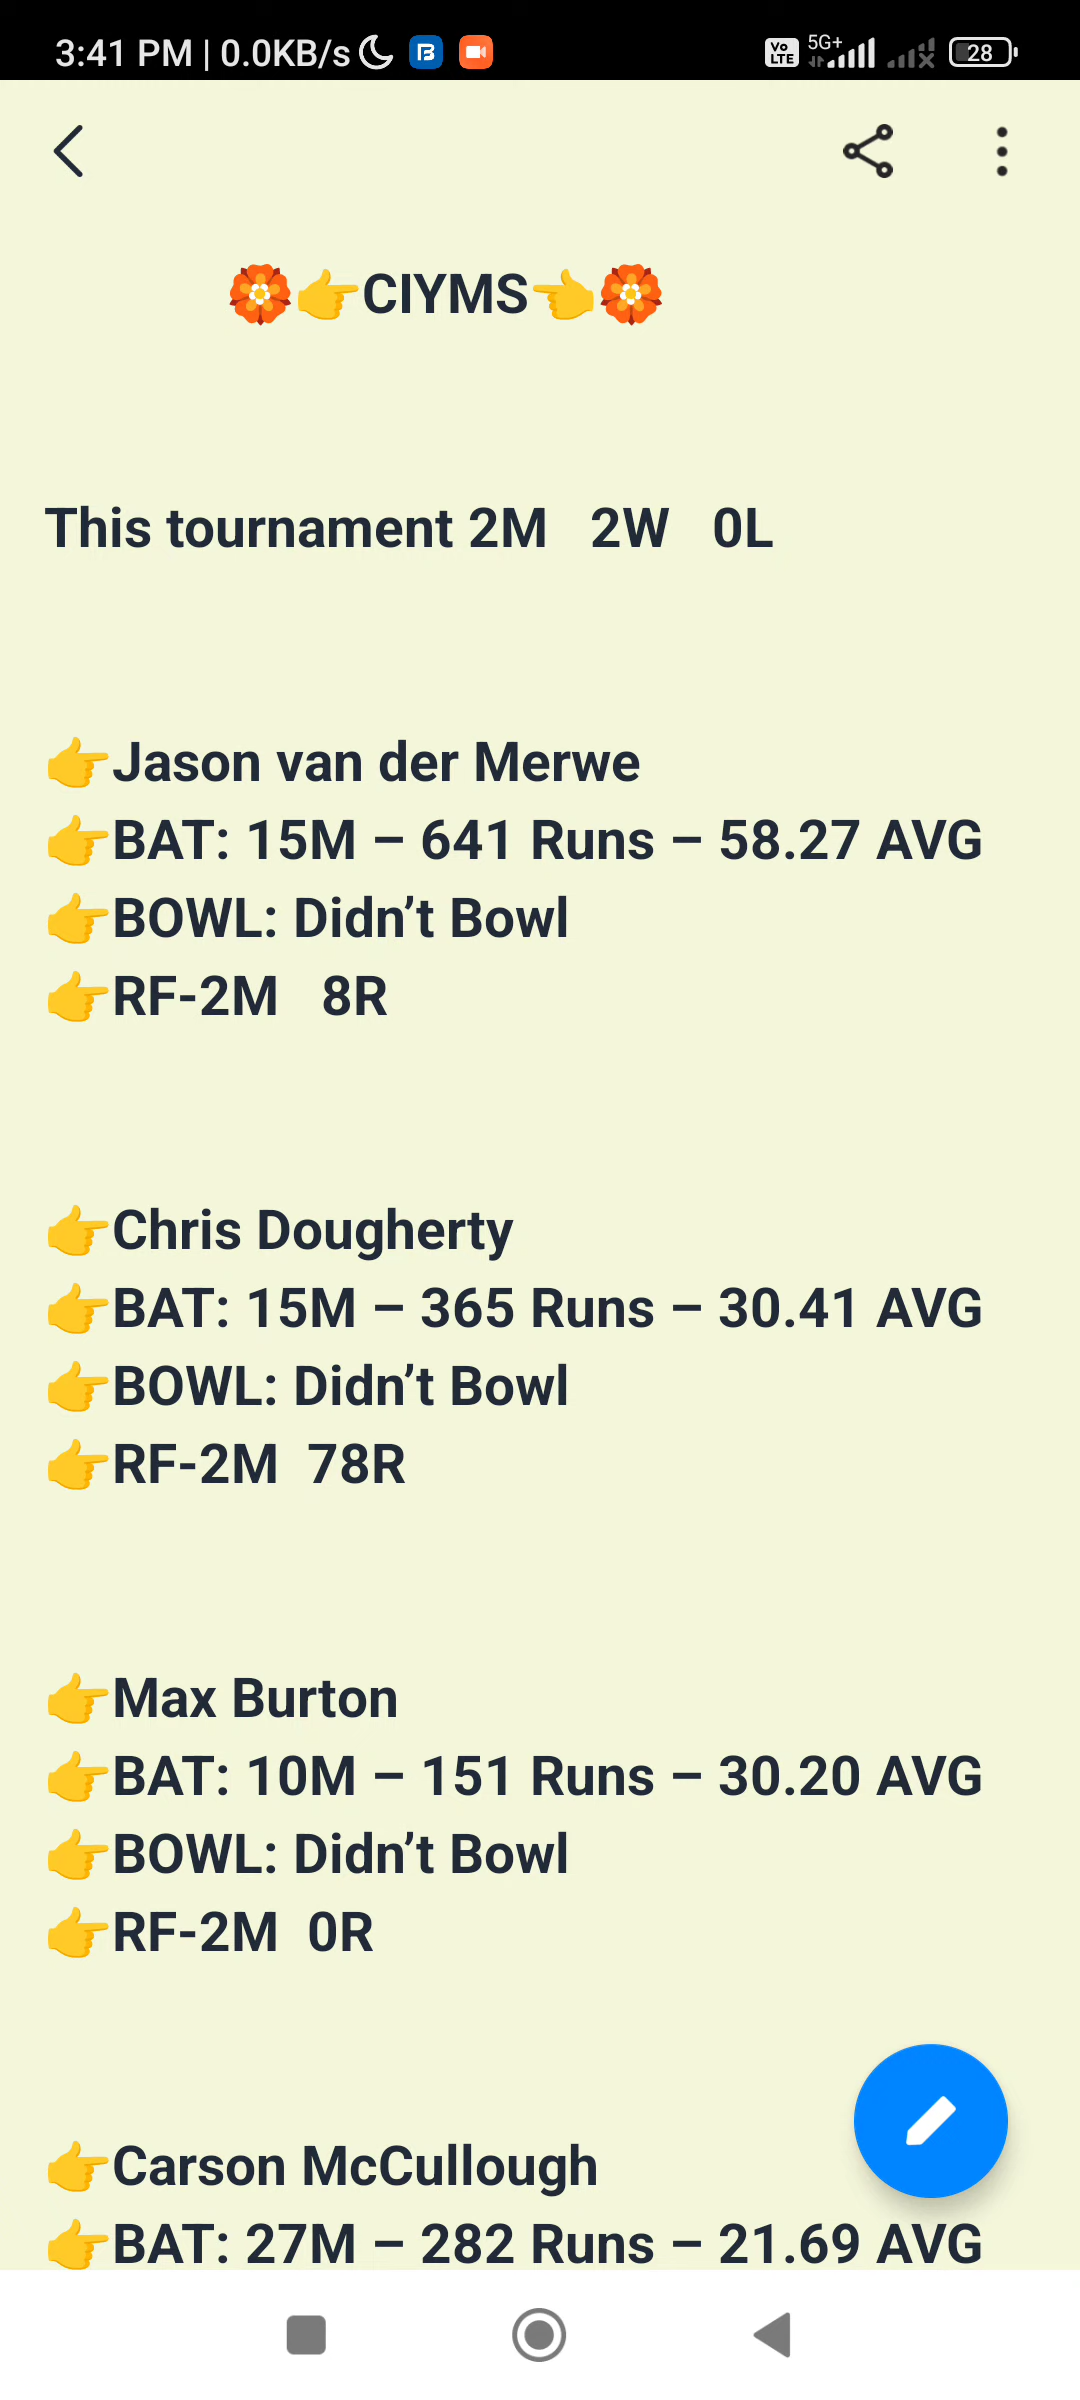 3:41 PM | 0.0KB/s
Vo LTE 5G+ 28
🏵️👉CIYMS👈🏵️
This tournament 2M   2W   0L
👉Jason van der Merwe
👉BAT: 15M – 641 Runs – 58.27 AVG
👉BOWL: Didn’t Bowl
👉RF-2M   8R
👉Chris Dougherty
👉BAT: 15M – 365 Runs – 30.41 AVG
👉BOWL: Didn’t Bowl
👉RF-2M  78R
👉Max Burton
👉BAT: 10M – 151 Runs – 30.20 AVG
👉BOWL: Didn’t Bowl
👉RF-2M  0R
👉Carson McCullough
👉BAT: 27M – 282 Runs – 21.69 AVG